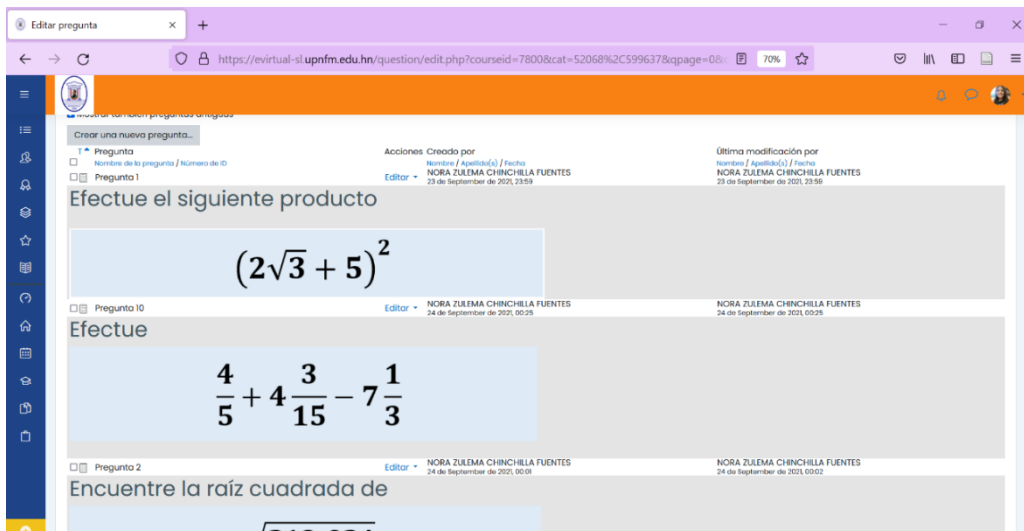 Editar pregunta
https://evirtual-sl.upnfm.edu.hn/question/edit.php?courseid=7800&cat=52068%2C599637&qpage=0& 70%
Mostrar también preguntas antiguas
Crear una nueva pregunta...
T Pregunta Acciones Creado por Última modificación por
Nombre de la pregunta / Número de ID Nombre / Apellido(s) / Fecha Nombre / Apellido(s) / Fecha
Pregunta 1 Editar NORA ZULEMA CHINCHILLA FUENTES NORA ZULEMA CHINCHILLA FUENTES
23 de September de 2021, 23:59 23 de September de 2021, 23:59
Efectue el siguiente producto
(2√3 + 5)²
Pregunta 10 Editar NORA ZULEMA CHINCHILLA FUENTES NORA ZULEMA CHINCHILLA FUENTES
24 de September de 2021, 00:25 24 de September de 2021, 00:25
Efectue
4/5 + 4 3/15 − 7 1/3
Pregunta 2 Editar NORA ZULEMA CHINCHILLA FUENTES NORA ZULEMA CHINCHILLA FUENTES
24 de September de 2021, 00:01 24 de September de 2021, 00:02
Encuentre la raíz cuadrada de